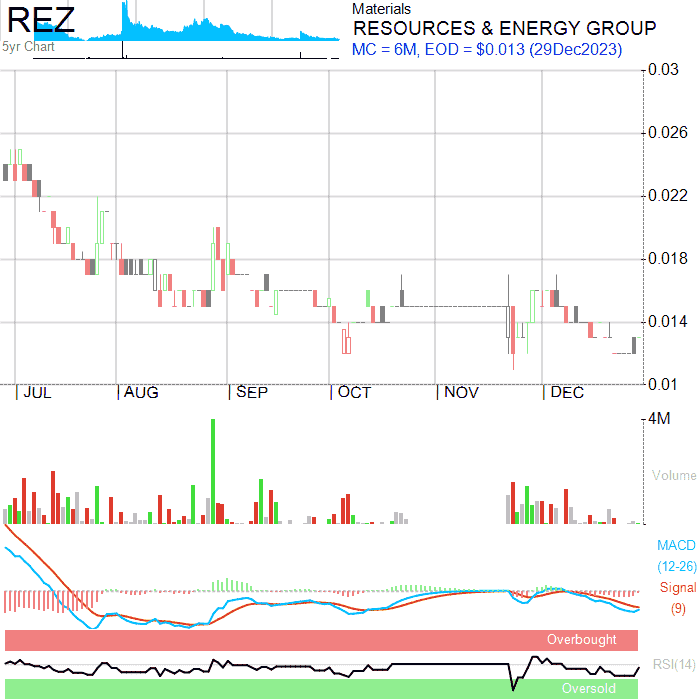 REZ
5yr Chart
Materials
RESOURCES & ENERGY GROUP
MC = 6M, EOD = $0.013 (29Dec2023)
0.03
0.026
0.022
0.018
0.014
0.01
JUL AUG SEP OCT NOV DEC
4M
Volume
MACD
(12-26)
Signal
(9)
Overbought
RSI(14)
Oversold